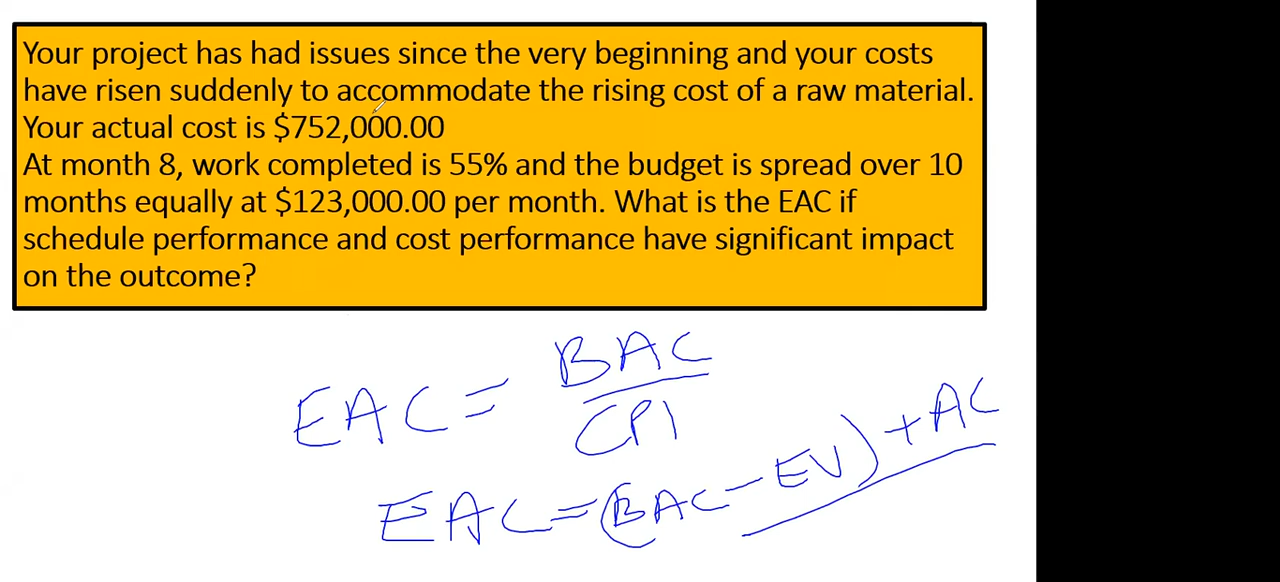 Your project has had issues since the very beginning and your costs
have risen suddenly to accommodate the rising cost of a raw material.
Your actual cost is $752,000.00
At month 8, work completed is 55% and the budget is spread over 10
months equally at $123,000.00 per month. What is the EAC if
schedule performance and cost performance have significant impact
on the outcome?
EAC = BAC / CPI
EAC = (BAC - EV) + AC